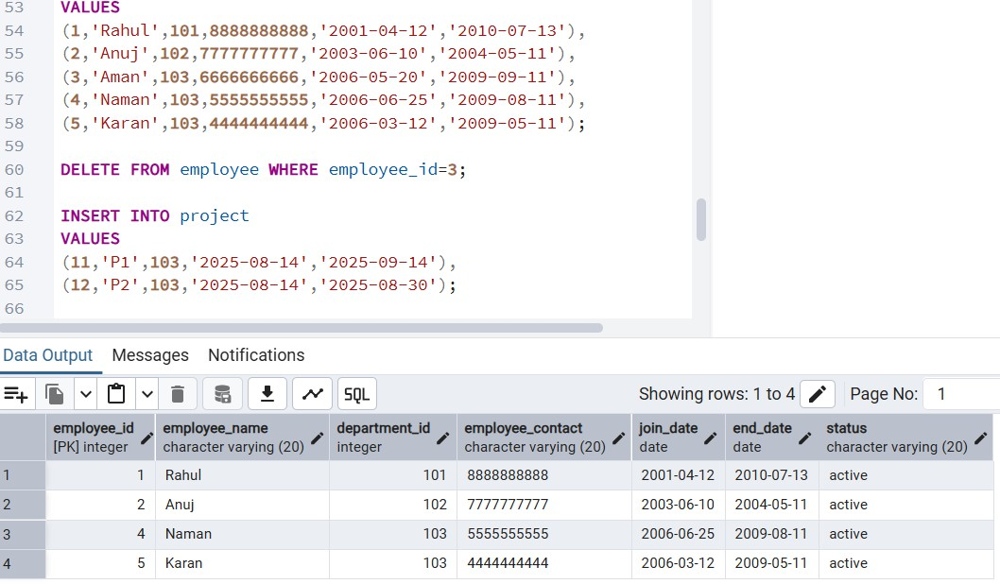 53 VALUES
54 (1,'Rahul',101,8888888888,'2001-04-12','2010-07-13'),
55 (2,'Anuj',102,7777777777,'2003-06-10','2004-05-11'),
56 (3,'Aman',103,6666666666,'2006-05-20','2009-09-11'),
57 (4,'Naman',103,5555555555,'2006-06-25','2009-08-11'),
58 (5,'Karan',103,4444444444,'2006-03-12','2009-05-11');
59
60 DELETE FROM employee WHERE employee_id=3;
61
62 INSERT INTO project
63 VALUES
64 (11,'P1',103,'2025-08-14','2025-09-14'),
65 (12,'P2',103,'2025-08-14','2025-08-30');
66
Data Output Messages Notifications
SQL Showing rows: 1 to 4 Page No: 1
employee_id employee_name department_id employee_contact join_date end_date status
[PK] integer character varying (20) integer character varying (20) date date character varying (20)
1 1 Rahul 101 8888888888 2001-04-12 2010-07-13 active
2 2 Anuj 102 7777777777 2003-06-10 2004-05-11 active
3 4 Naman 103 5555555555 2006-06-25 2009-08-11 active
4 5 Karan 103 4444444444 2006-03-12 2009-05-11 active